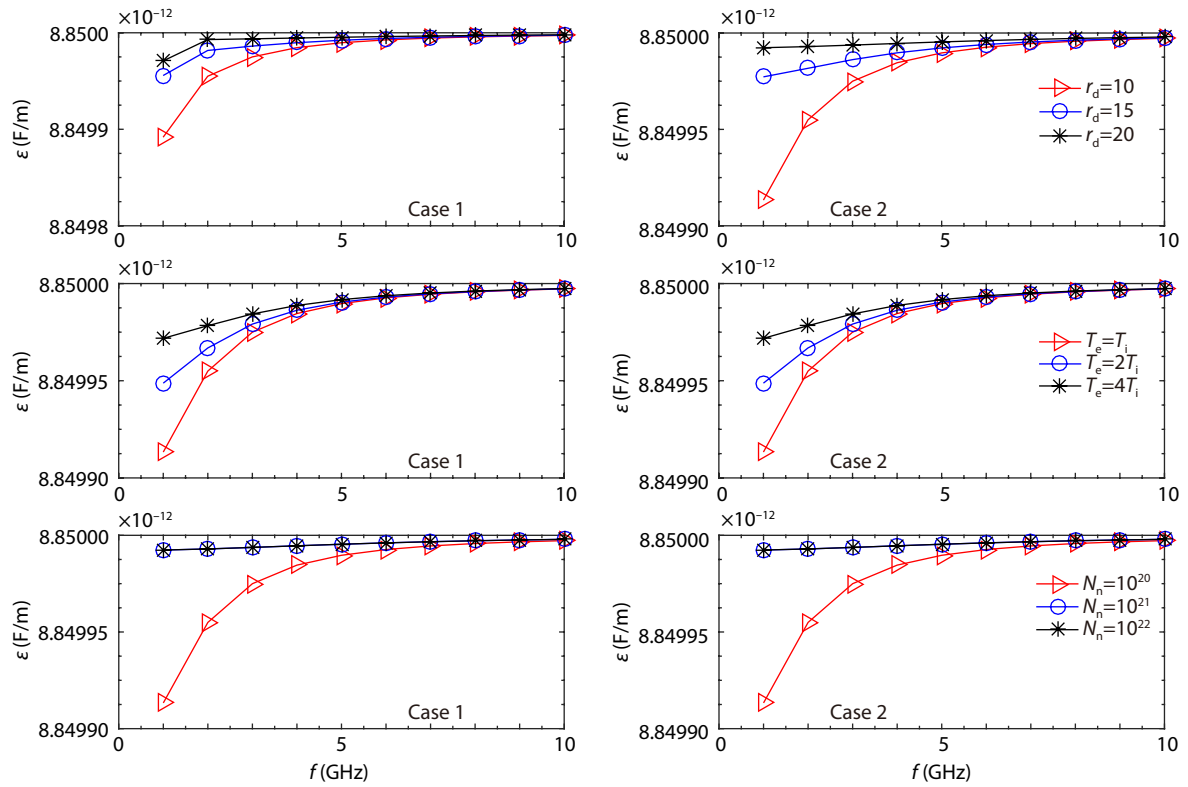 ×10⁻¹²
8.8500
8.8499
8.8498
ε (F/m)
Case 1
0
5
10
×10⁻¹²
8.85000
8.84995
8.84990
ε (F/m)
r_d=10
r_d=15
r_d=20
Case 2
0
5
10
×10⁻¹²
8.85000
8.84995
8.84990
ε (F/m)
Case 1
0
5
10
×10⁻¹²
8.85000
8.84995
8.84990
ε (F/m)
T_e=T_i
T_e=2T_i
T_e=4T_i
Case 2
0
5
10
×10⁻¹²
8.85000
8.84995
8.84990
ε (F/m)
Case 1
0
5
10
f (GHz)
×10⁻¹²
8.85000
8.84995
8.84990
ε (F/m)
N_n=10²⁰
N_n=10²¹
N_n=10²²
Case 2
0
5
10
f (GHz)